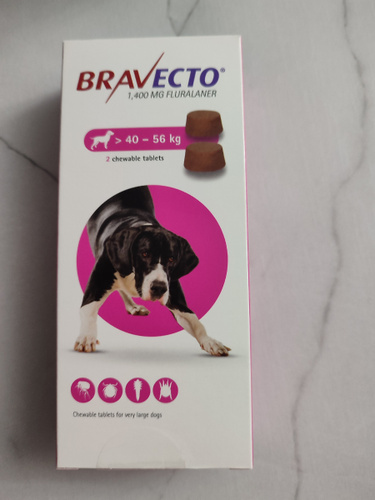 BRAVECTO®
1,400 MG FLURALANER
> 40 – 56 kg
2 chewable tablets
Chewable tablets for very large dogs